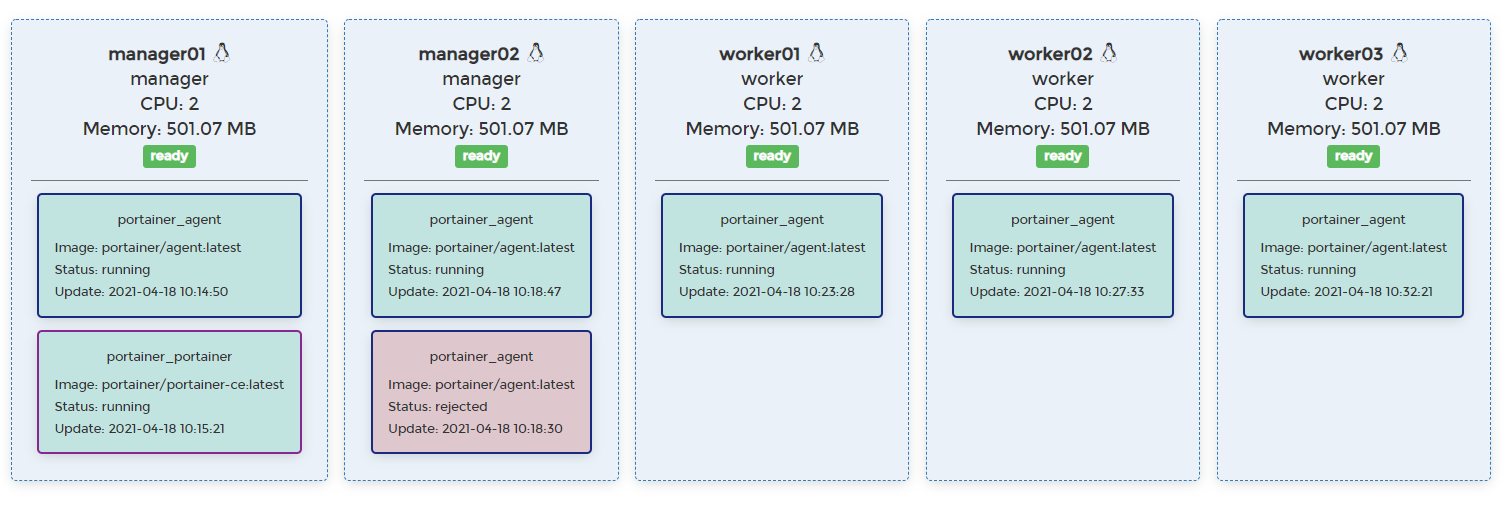 manager01
manager
CPU: 2
Memory: 501.07 MB
ready
portainer_agent
Image: portainer/agent:latest
Status: running
Update: 2021-04-18 10:14:50
portainer_portainer
Image: portainer/portainer-ce:latest
Status: running
Update: 2021-04-18 10:15:21
manager02
manager
CPU: 2
Memory: 501.07 MB
ready
portainer_agent
Image: portainer/agent:latest
Status: running
Update: 2021-04-18 10:18:47
portainer_agent
Image: portainer/agent:latest
Status: rejected
Update: 2021-04-18 10:18:30
worker01
worker
CPU: 2
Memory: 501.07 MB
ready
portainer_agent
Image: portainer/agent:latest
Status: running
Update: 2021-04-18 10:23:28
worker02
worker
CPU: 2
Memory: 501.07 MB
ready
portainer_agent
Image: portainer/agent:latest
Status: running
Update: 2021-04-18 10:27:33
worker03
worker
CPU: 2
Memory: 501.07 MB
ready
portainer_agent
Image: portainer/agent:latest
Status: running
Update: 2021-04-18 10:32:21